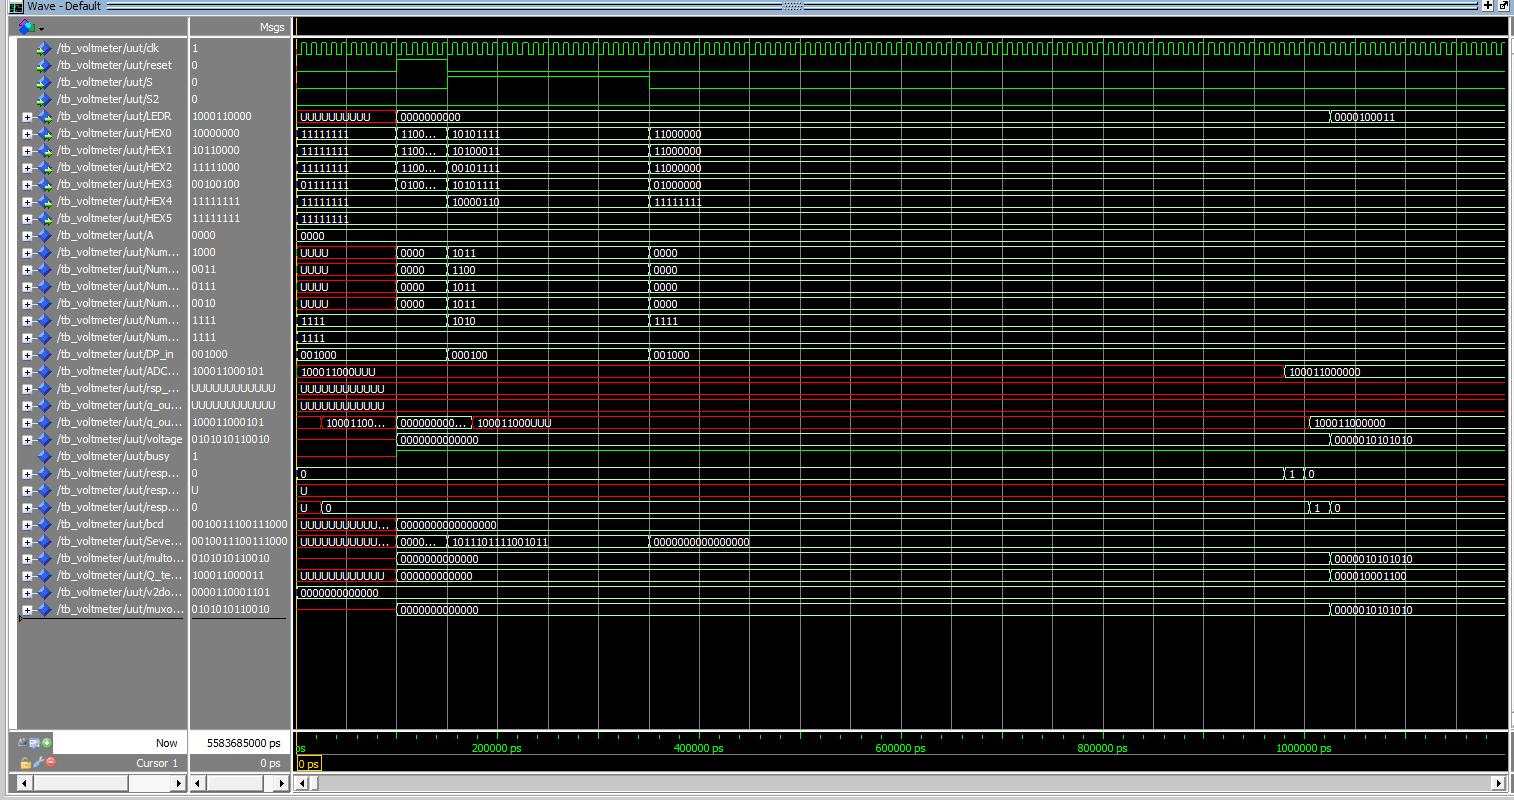 Wave - Default
Msgs
/tb_voltmeter/uut/clk 1
/tb_voltmeter/uut/reset 0
/tb_voltmeter/uut/S 0
/tb_voltmeter/uut/S2 0
/tb_voltmeter/uut/LEDR 1000110000 UUUUUUUUUU 0000000000 0000100011
/tb_voltmeter/uut/HEX0 10000000 11111111 1100... 10101111 11000000
/tb_voltmeter/uut/HEX1 10110000 11111111 1100... 10100011 11000000
/tb_voltmeter/uut/HEX2 11111000 11111111 1100... 00101111 11000000
/tb_voltmeter/uut/HEX3 00100100 01111111 0100... 10101111 01000000
/tb_voltmeter/uut/HEX4 11111111 11111111 10000110 11111111
/tb_voltmeter/uut/HEX5 11111111 11111111
/tb_voltmeter/uut/A 0000 0000
/tb_voltmeter/uut/Num... 1000 UUUU 0000 1011 0000
/tb_voltmeter/uut/Num... 0011 UUUU 0000 1100 0000
/tb_voltmeter/uut/Num... 0111 UUUU 0000 1011 0000
/tb_voltmeter/uut/Num... 0010 UUUU 0000 1011 0000
/tb_voltmeter/uut/Num... 1111 1111 1010 1111
/tb_voltmeter/uut/Num... 1111 1111
/tb_voltmeter/uut/DP_in 001000 001000 000100 001000
/tb_voltmeter/uut/ADC... 100011000101 100011000UUU 100011000000
/tb_voltmeter/uut/rsp_... UUUUUUUUUUUU UUUUUUUUUUUU
/tb_voltmeter/uut/q_ou... UUUUUUUUUUUU UUUUUUUUUUUU
/tb_voltmeter/uut/q_ou... 100011000101 10001100... 000000000... 100011000UUU 100011000000
/tb_voltmeter/uut/voltage 0101010110010 0000000000000 0000010101010
/tb_voltmeter/uut/busy 1
/tb_voltmeter/uut/resp... 0 0 1 0
/tb_voltmeter/uut/resp... U U
/tb_voltmeter/uut/resp... 0 U 0 1 0
/tb_voltmeter/uut/bcd 0010011100111000 UUUUUUUUUUU... 0000000000000000
/tb_voltmeter/uut/Seve... 0010011100111000 UUUUUUUUUUU... 0000... 1011101111001011 0000000000000000
/tb_voltmeter/uut/multo... 0101010110010 0000000000000 0000010101010
/tb_voltmeter/uut/Q_te... 100011000011 UUUUUUUUUUUU 000000000000 000010001100
/tb_voltmeter/uut/v2do... 0000110001101 0000000000000
/tb_voltmeter/uut/muxo... 0101010110010 0000000000000 0000010101010
Now 5583685000 ps ps 200000 ps 400000 ps 600000 ps 800000 ps 1000000 ps
Cursor 1 0 ps 0 ps